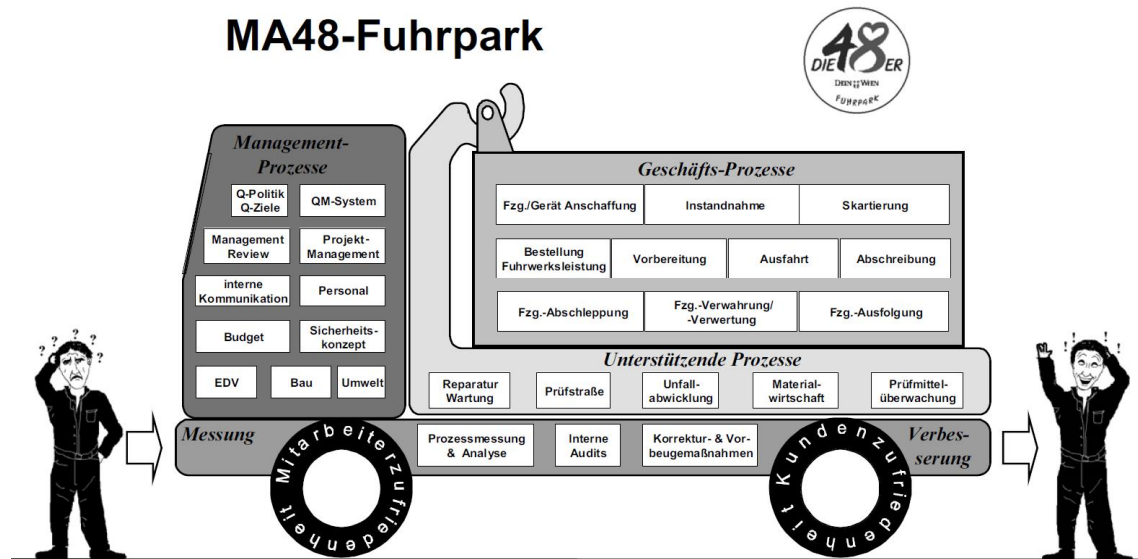 MA48-Fuhrpark
DIE 48 ER
DEIN WIEN
FUHRPARK
Management-
Prozesse
Q-Politik
Q-Ziele
QM-System
Management
Review
Projekt-
Management
interne
Kommunikation
Personal
Budget
Sicherheits-
konzept
EDV
Bau
Umwelt
Geschäfts-Prozesse
Fzg./Gerät Anschaffung
Instandnahme
Skartierung
Bestellung
Fuhrwerksleistung
Vorbereitung
Ausfahrt
Abschreibung
Fzg.-Abschleppung
Fzg.-Verwahrung/
-Verwertung
Fzg.-Ausfolgung
Unterstützende Prozesse
Reparatur
Wartung
Prüfstraße
Unfall-
abwicklung
Material-
wirtschaft
Prüfmittel-
überwachung
? ? ? ? ?
! ! ! !
Messung
Mitarbeiterzufriedenheit
Prozessmessung
& Analyse
Interne
Audits
Korrektur- & Vor-
beugemaßnahmen
Kundenzufriedenheit
Verbes-
serung